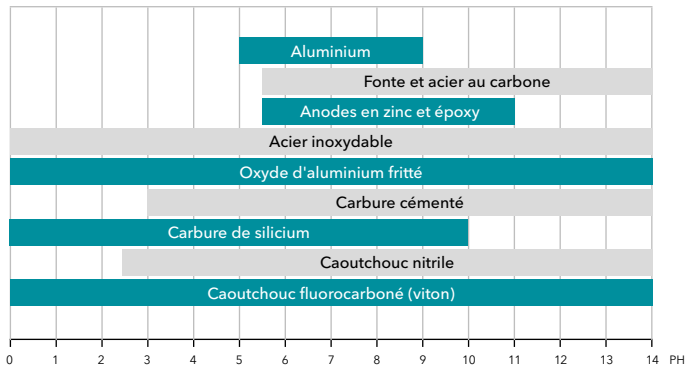 Aluminium
Fonte et acier au carbone
Anodes en zinc et époxy
Acier inoxydable
Oxyde d'aluminium fritté
Carbure cémenté
Carbure de silicium
Caoutchouc nitrile
Caoutchouc fluorocarboné (viton)
0 1 2 3 4 5 6 7 8 9 10 11 12 13 14 PH